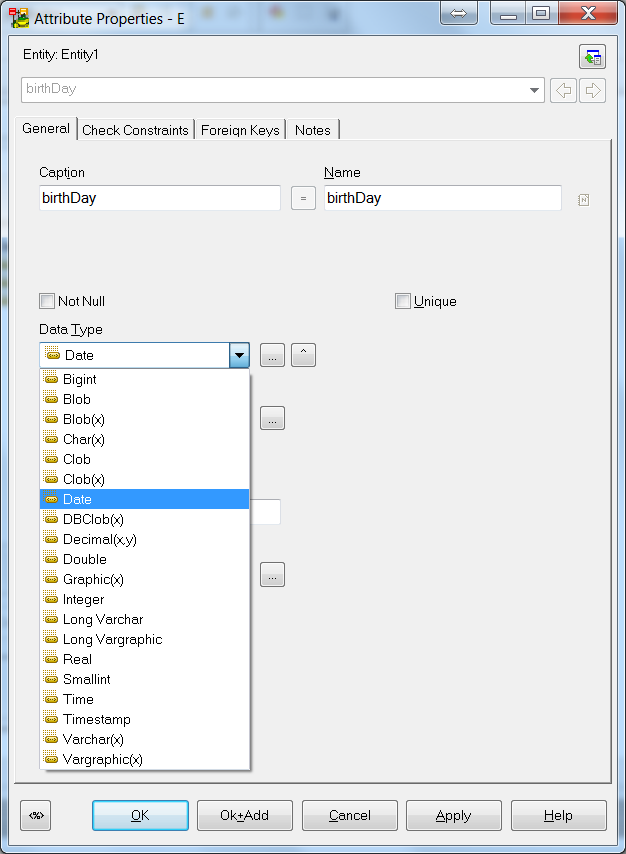 Attribute Properties - E
Entity: Entity1
birthDay
General Check Constraints Foreign Keys Notes
Caption Name
birthDay = birthDay N
Not Null Unique
Data Type
Date ... ^
Bigint
Blob
Blob(x)
...
Char(x)
Clob
Clob(x)
Date
DBClob(x)
Decimal(x,y)
Double
Graphic(x)
...
Integer
Long Varchar
Long Vargraphic
Real
Smallint
Time
Timestamp
Varchar(x)
Vargraphic(x)
<%> OK Ok+Add Cancel Apply Help